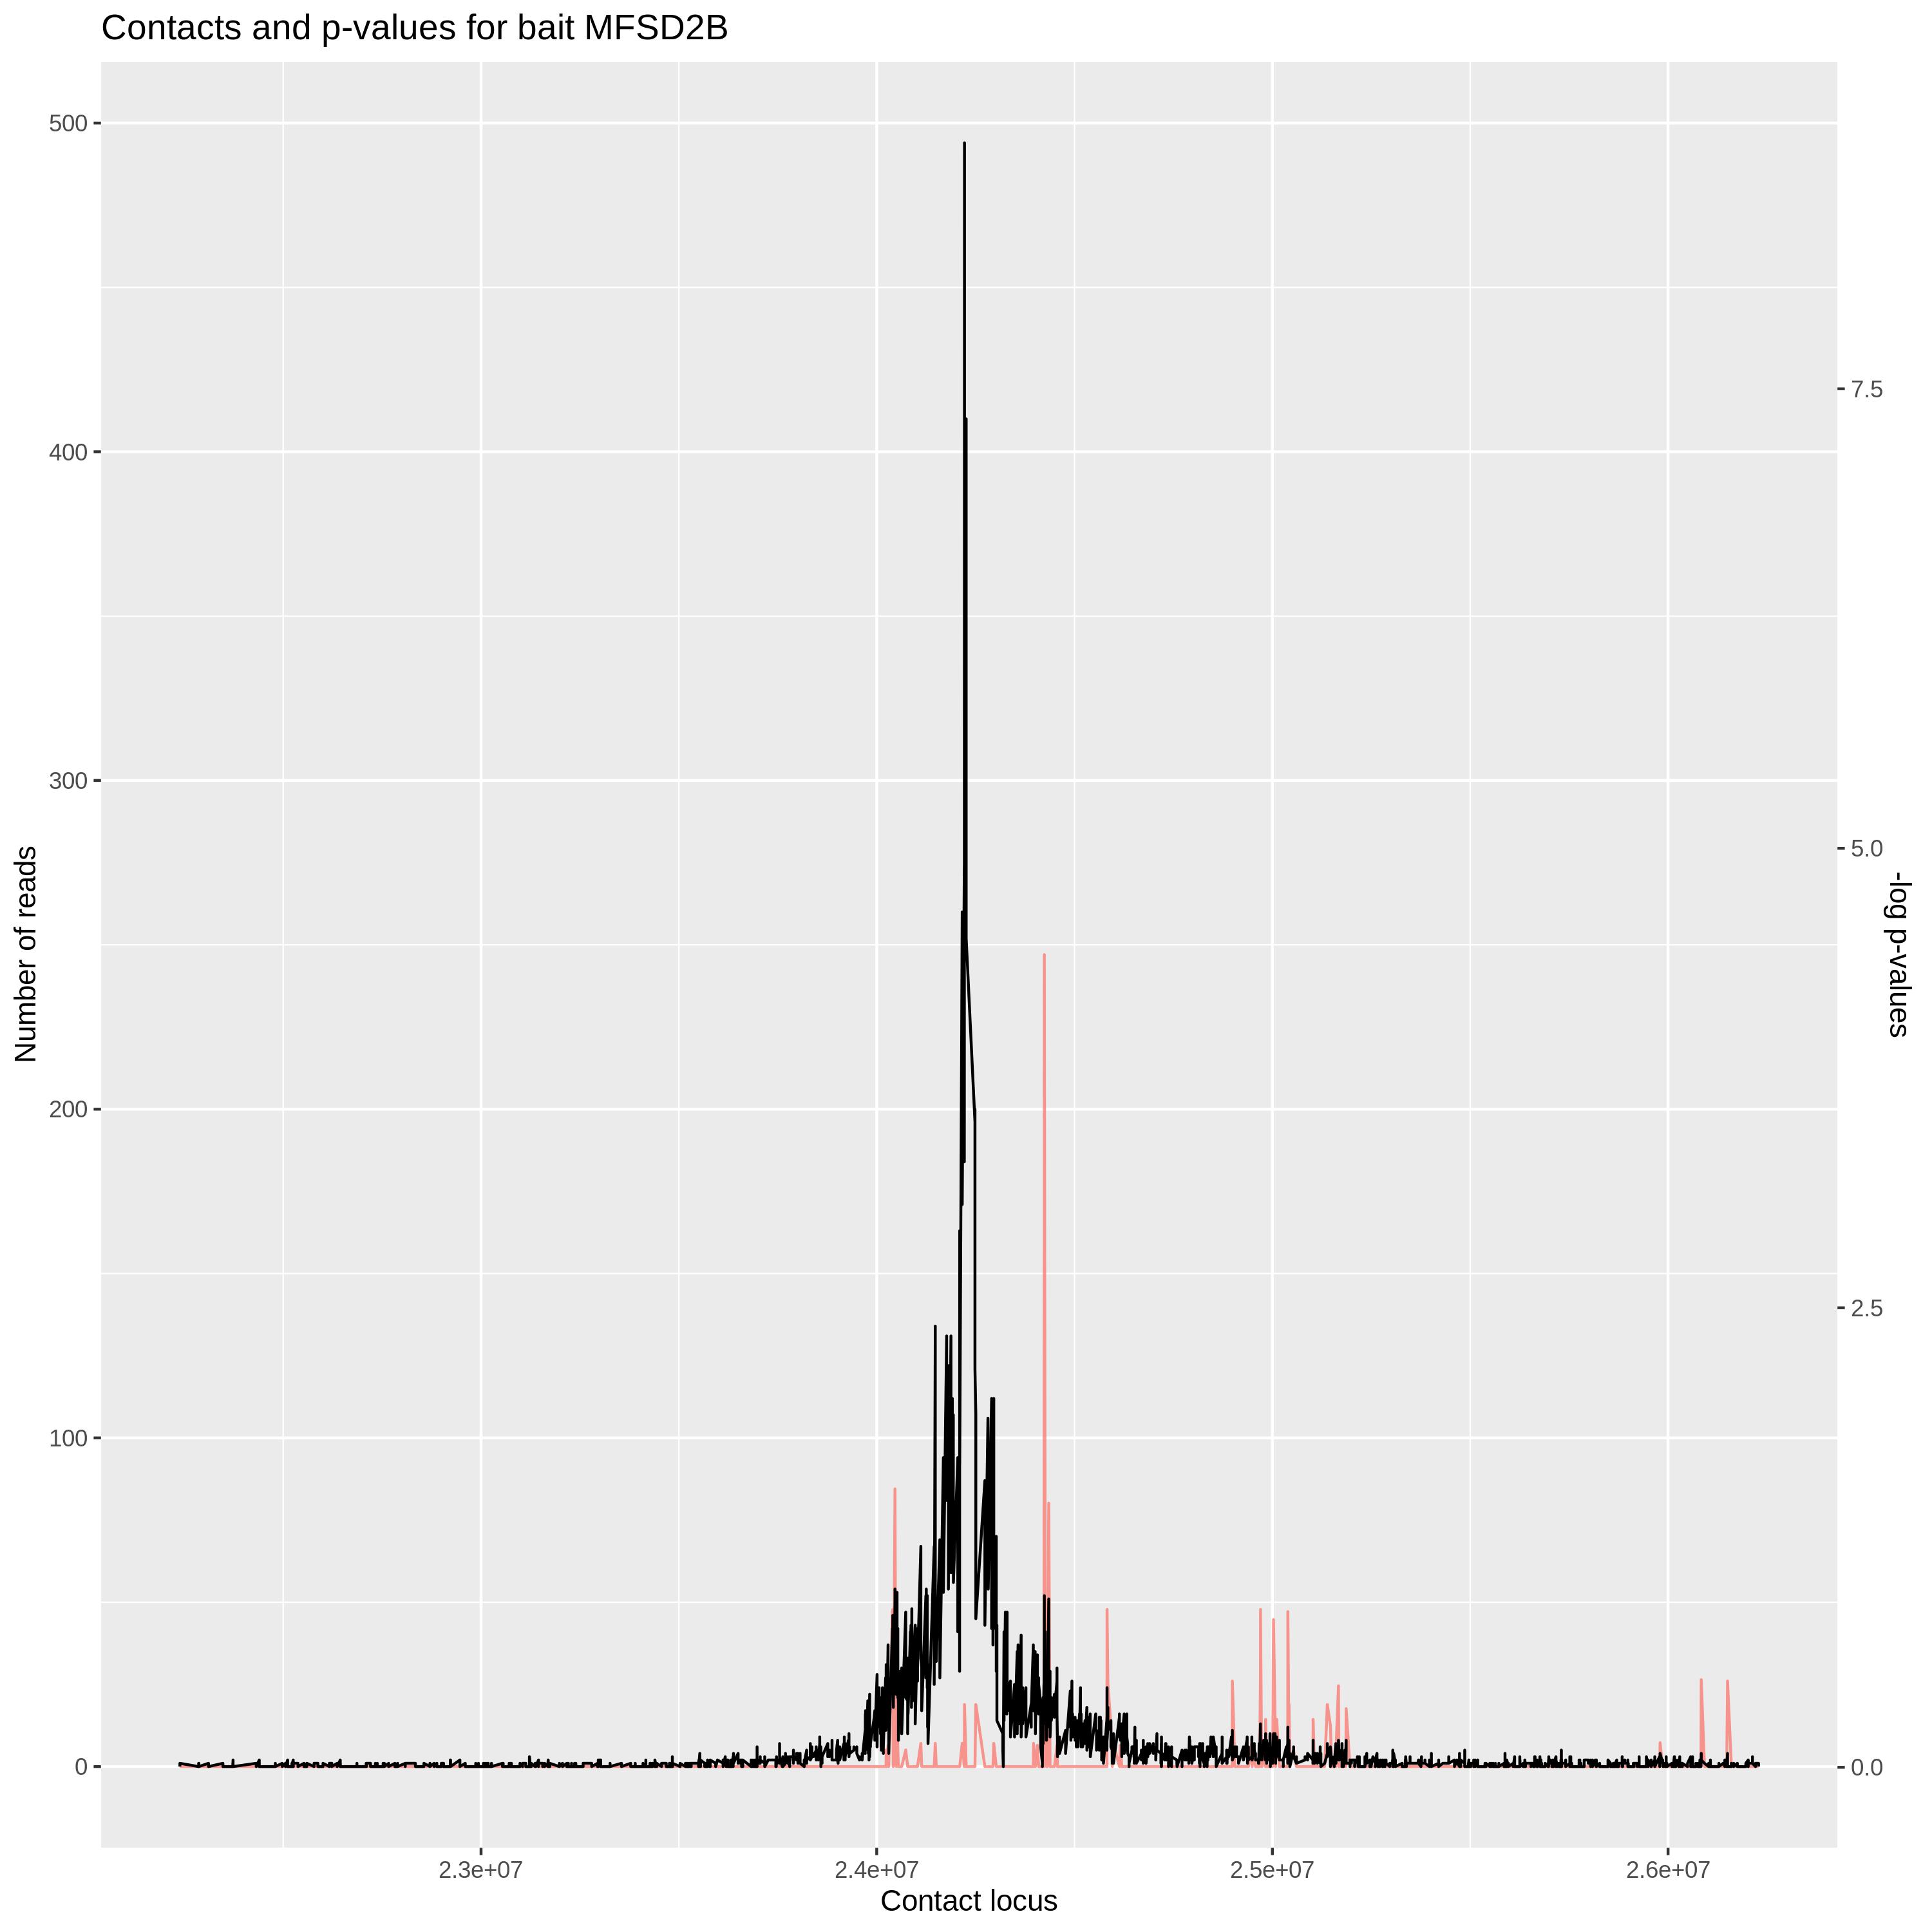 Contacts and p-values for bait MFSD2B
500
400
300
200
100
0
Number of reads
7.5
5.0
2.5
0.0
-log p-values
2.3e+07
2.4e+07
2.5e+07
2.6e+07
Contact locus